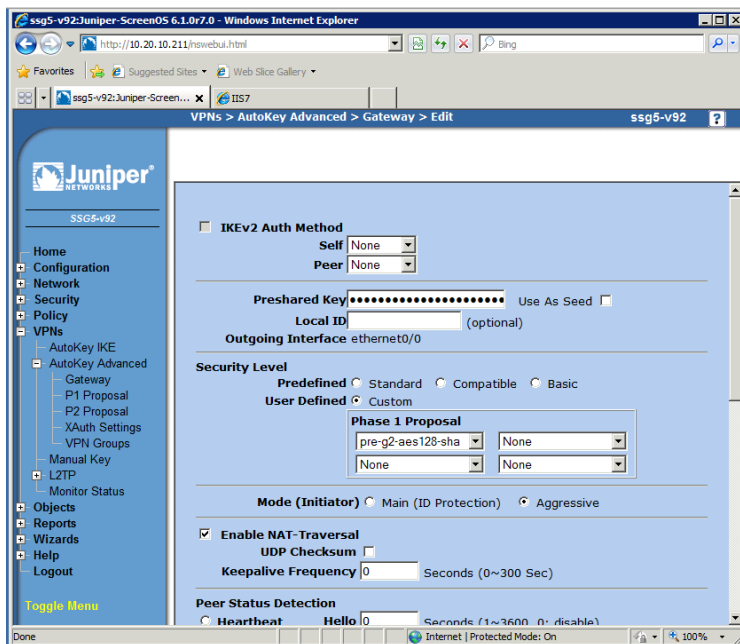 ssg5-v92:Juniper-ScreenOS 6.1.0r7.0 - Windows Internet Explorer
http://10.20.10.211/nswebui.html
Bing
Favorites
Suggested Sites
Web Slice Gallery
ssg5-v92:Juniper-Screen...
IIS7
VPNs > AutoKey Advanced > Gateway > Edit
ssg5-v92
?
Juniper
NETWORKS
SSG5-v92
Home
Configuration
Network
Security
Policy
VPNs
AutoKey IKE
AutoKey Advanced
Gateway
P1 Proposal
P2 Proposal
XAuth Settings
VPN Groups
Manual Key
L2TP
Monitor Status
Objects
Reports
Wizards
Help
Logout
Toggle Menu
IKEv2 Auth Method
Self None
Peer None
Preshared Key •••••••••••••••••••••• Use As Seed
Local ID (optional)
Outgoing Interface ethernet0/0
Security Level
Predefined Standard Compatible Basic
User Defined Custom
Phase 1 Proposal
pre-g2-aes128-sha None
None None
Mode (Initiator) Main (ID Protection) Aggressive
Enable NAT-Traversal
UDP Checksum
Keepalive Frequency 0 Seconds (0~300 Sec)
Peer Status Detection
Heartbeat Hello 0 Seconds (1~3600, 0: disable)
Done
Internet | Protected Mode: On
100%